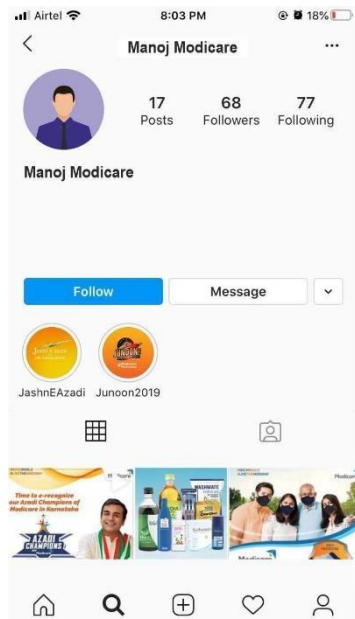 Airtel 8:03 PM 18%
Manoj Modicare
17 68 77
Posts Followers Following
Manoj Modicare
Follow Message
JashnEAzadi Junoon2019
Time to e-recognize
our Azadi Champions of
Modicare in Karnataka
AZADI
CHAMPIONS